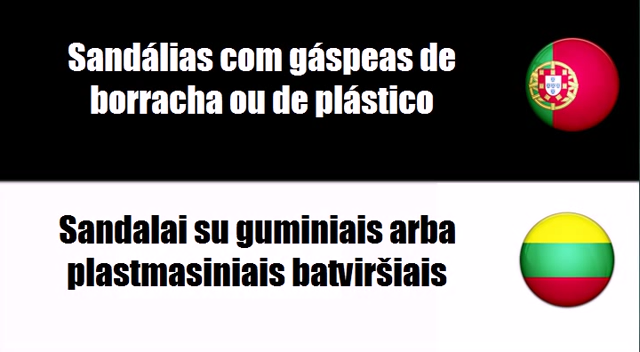 Sandálias com gáspeas de
borracha ou de plástico
Sandalai su guminiais arba
plastmasiniais batviršiais